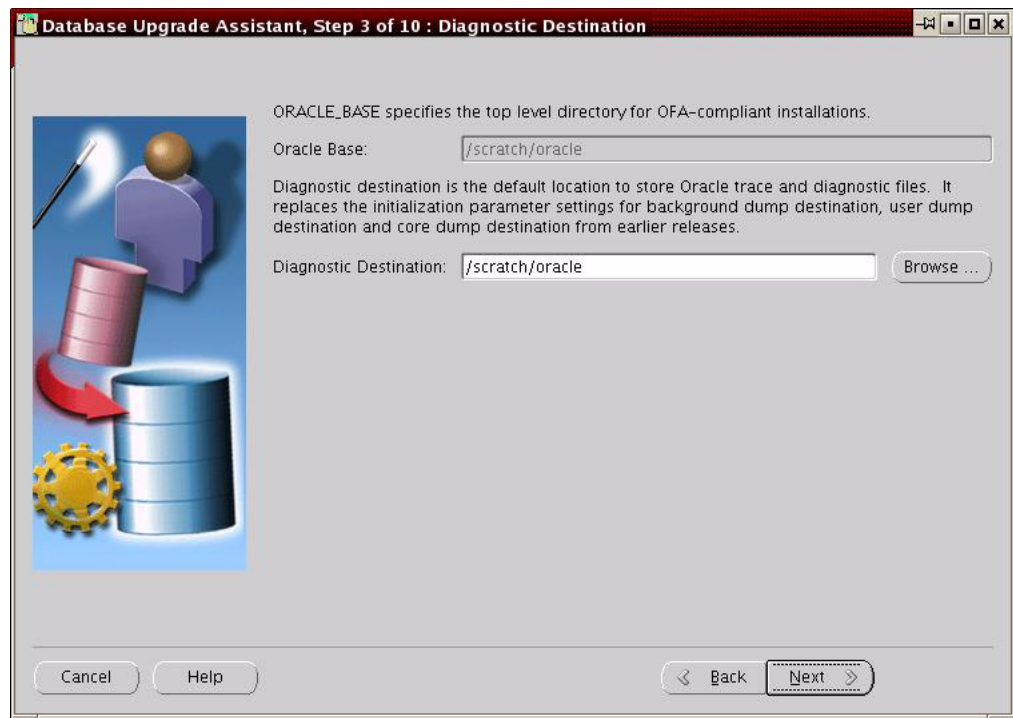 Database Upgrade Assistant, Step 3 of 10 : Diagnostic Destination
ORACLE_BASE specifies the top level directory for OFA-compliant installations.
Oracle Base: /scratch/oracle
Diagnostic destination is the default location to store Oracle trace and diagnostic files. It
replaces the initialization parameter settings for background dump destination, user dump
destination and core dump destination from earlier releases.
Diagnostic Destination: /scratch/oracle Browse ...
Cancel Help Back Next